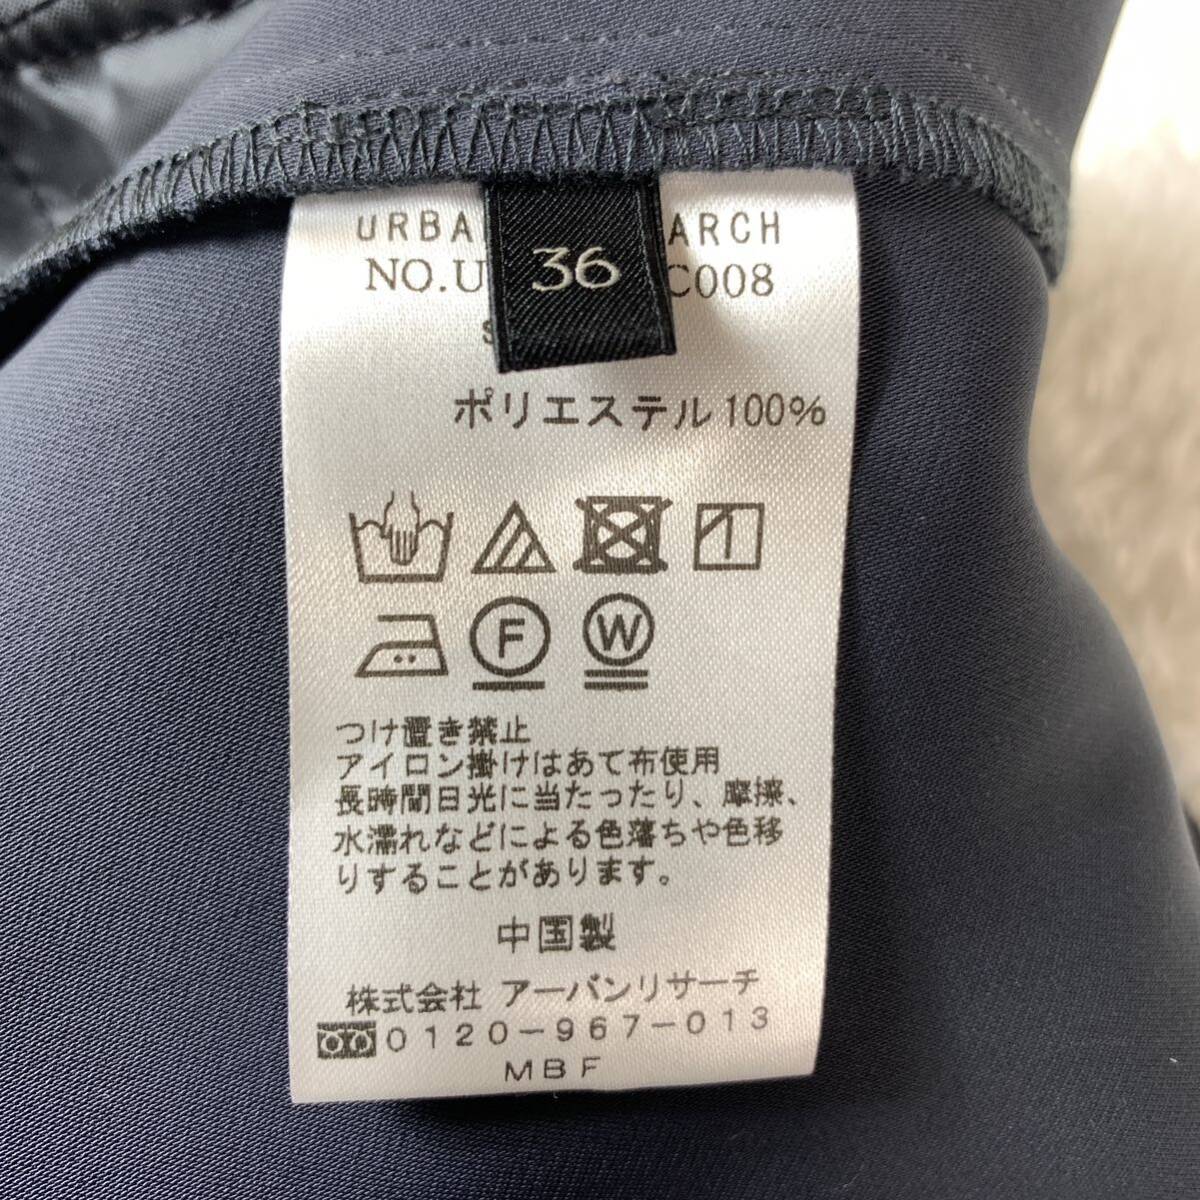 URBA ARCH
36
NO.U C008
S
ポリエステル100%
F W
つけ置き禁止
アイロン掛けはあて布使用
長時間日光に当たったり、摩擦、
水濡れなどによる色落ちや色移
りすることがあります。
中国製
株式会社 アーバンリサーチ
0120-967-013
MBF